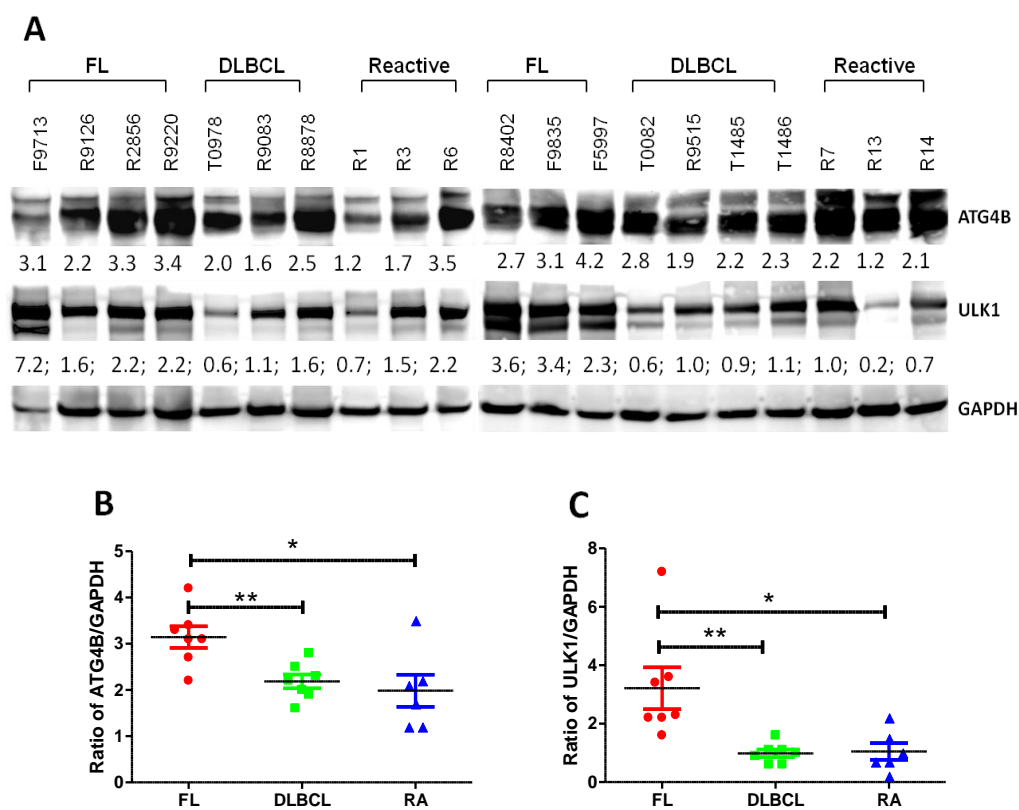 A
FL DLBCL Reactive FL DLBCL Reactive
F9713 R9126 R2856 R9220 T0978 R9083 R8878 R1 R3 R6 R8402 F9835 F5997 T0082 R9515 T1485 T1486 R7 R13 R14
ATG4B
3.1 2.2 3.3 3.4 2.0 1.6 2.5 1.2 1.7 3.5 2.7 3.1 4.2 2.8 1.9 2.2 2.3 2.2 1.2 2.1
ULK1
7.2; 1.6; 2.2; 2.2; 0.6; 1.1; 1.6; 0.7; 1.5; 2.2 3.6; 3.4; 2.3; 0.6; 1.0; 0.9; 1.1; 1.0; 0.2; 0.7
GAPDH
B
Ratio of ATG4B/GAPDH
5
4
3
2
1
0
*
**
FL DLBCL RA
C
Ratio of ULK1/GAPDH
8
6
4
2
0
*
**
FL DLBCL RA